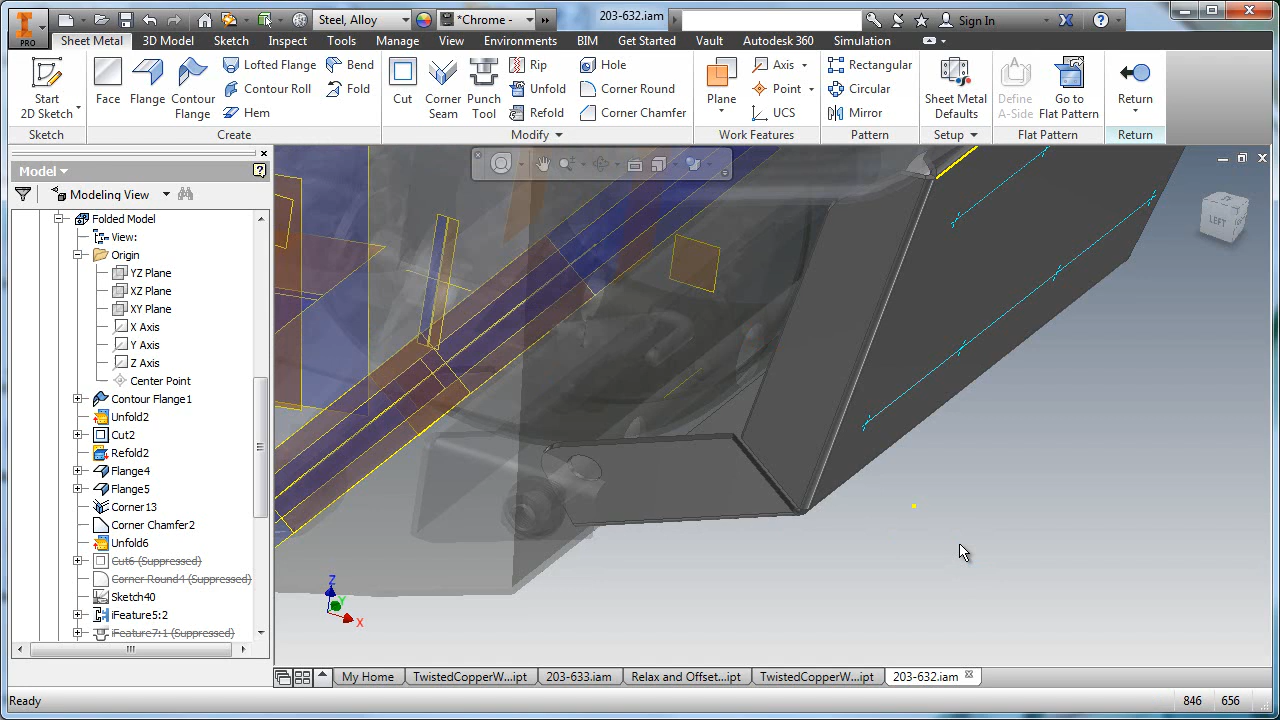 PRO
Steel, Alloy
*Chrome -
203-632.iam
Sign In
Sheet Metal
3D Model
Sketch
Inspect
Tools
Manage
View
Environments
BIM
Get Started
Vault
Autodesk 360
Simulation
Start
2D Sketch
Face
Flange
Contour
Flange
Lofted Flange
Contour Roll
Hem
Bend
Fold
Cut
Corner
Seam
Punch
Tool
Rip
Unfold
Refold
Hole
Corner Round
Corner Chamfer
Plane
Axis
Point
UCS
Rectangular
Circular
Mirror
Sheet Metal
Defaults
Define
A-Side
Go to
Flat Pattern
Return
Sketch
Create
Modify
Work Features
Pattern
Setup
Flat Pattern
Return
Model
Modeling View
Folded Model
View:
Origin
YZ Plane
XZ Plane
XY Plane
X Axis
Y Axis
Z Axis
Center Point
Contour Flange1
Unfold2
Cut2
Refold2
Flange4
Flange5
Corner13
Corner Chamfer2
Unfold6
Cut6 (Suppressed)
Corner Round4 (Suppressed)
Sketch40
iFeature5:2
iFeature7:1 (Suppressed)
LEFT
Z
Y
X
My Home
TwistedCopperW...ipt
203-633.iam
Relax and Offset...ipt
TwistedCopperW...ipt
203-632.iam
Ready
846
656